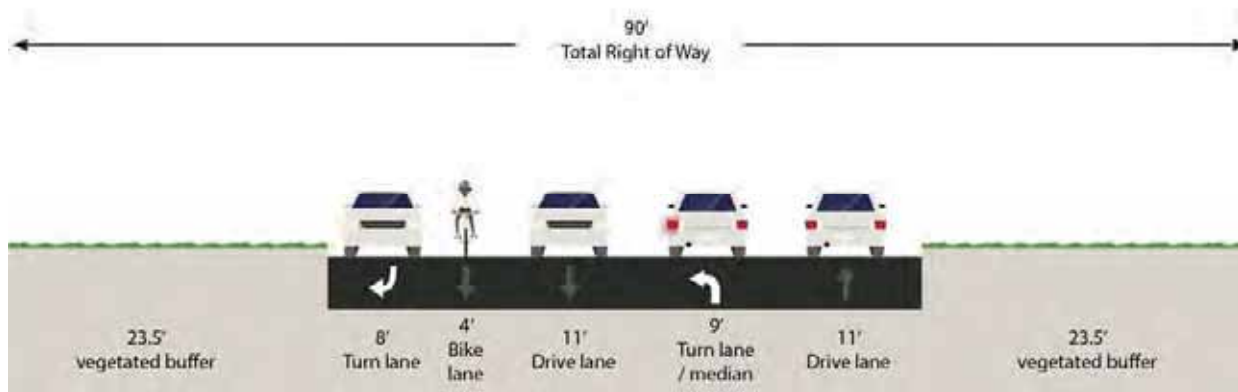 90'
Total Right of Way
23.5'
vegetated buffer
8'
Turn lane
4'
Bike
lane
11'
Drive lane
9'
Turn lane
/ median
11'
Drive lane
23.5'
vegetated buffer